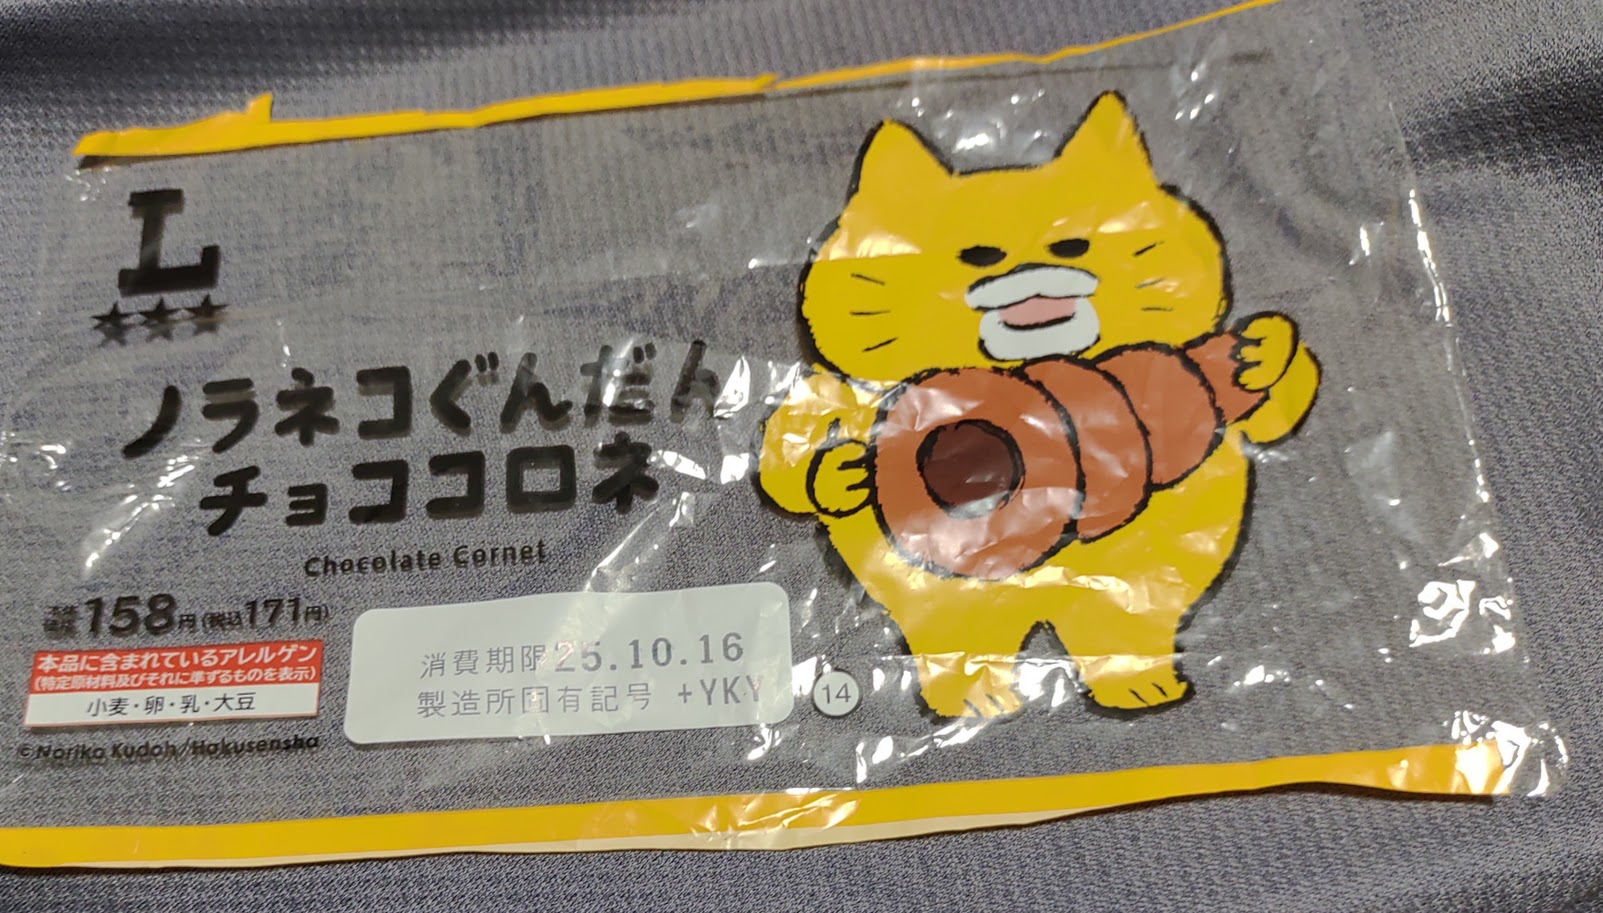 L
★★★
ノラネコぐんだん
チョココロネ
Chocolate Cornet
本体価格158円(税込171円)
本品に含まれているアレルゲン
(特定原材料及びそれに準ずるものを表示)
小麦・卵・乳・大豆
©Noriko Kudoh/Hakusensha
消費期限25.10.16
製造所固有記号 +YKY
14